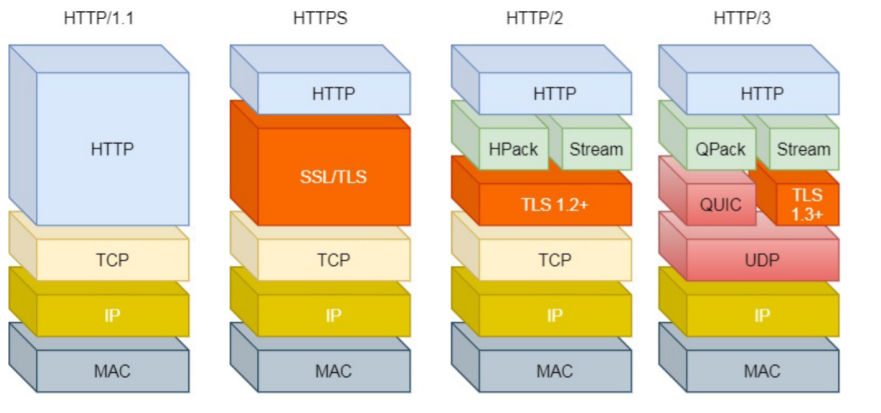 HTTP/1.1
HTTP
TCP
IP
MAC
HTTPS
HTTP
SSL/TLS
TCP
IP
MAC
HTTP/2
HTTP
HPack
Stream
TLS 1.2+
TCP
IP
MAC
HTTP/3
HTTP
QPack
Stream
QUIC
TLS
1.3+
UDP
IP
MAC